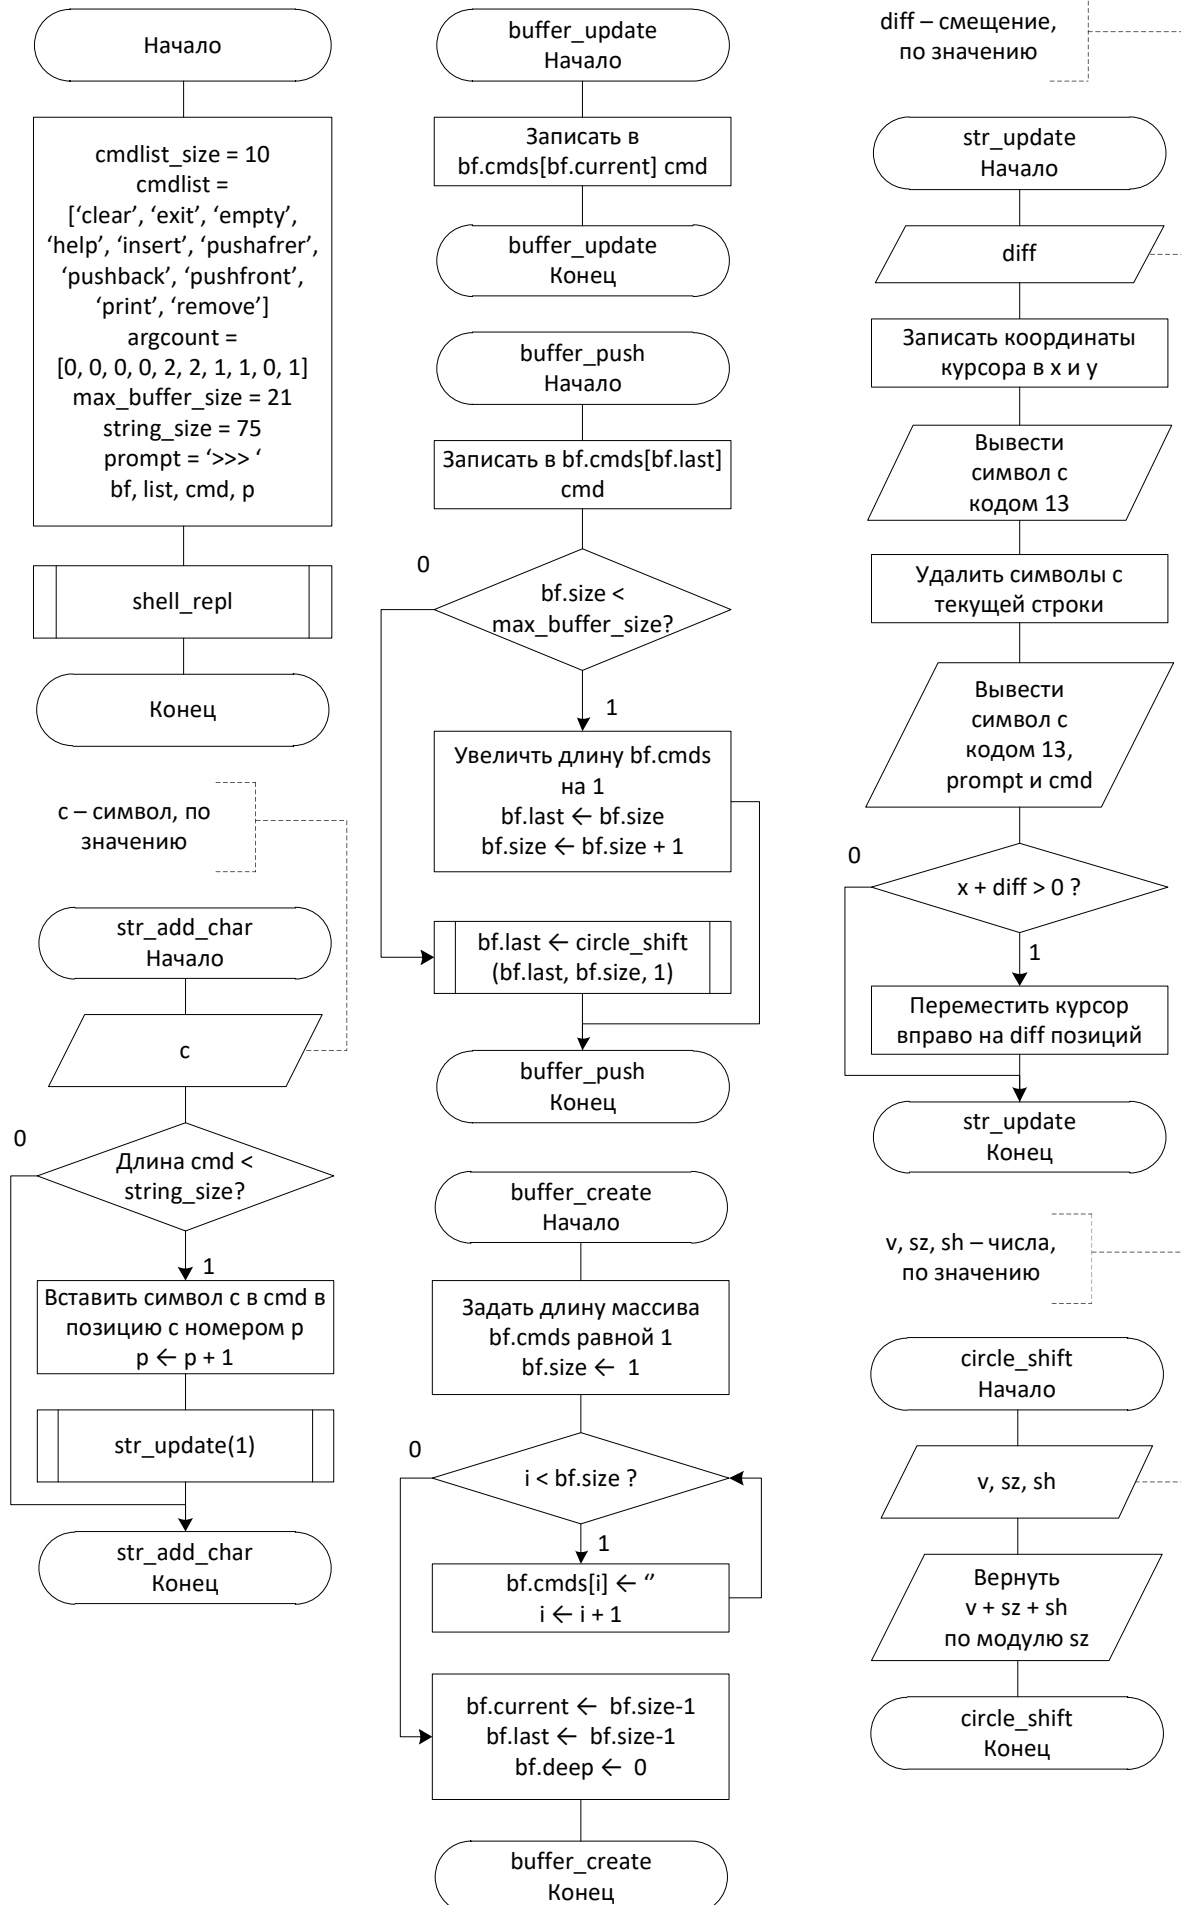 Начало
cmdlist_size = 10
cmdlist =
[‘clear’, ‘exit’, ‘empty’,
‘help’, ‘insert’, ‘pushafrer’,
‘pushback’, ‘pushfront’,
‘print’, ‘remove’]
argcount =
[0, 0, 0, 0, 2, 2, 1, 1, 0, 1]
max_buffer_size = 21
string_size = 75
prompt = ‘>>> ‘
bf, list, cmd, p
shell_repl
Конец
c – символ, по
значению
str_add_char
Начало
c
0
Длина cmd <
string_size?
1
Вставить символ c в cmd в
позицию с номером p
p ← p + 1
str_update(1)
str_add_char
Конец
buffer_update
Начало
Записать в
bf.cmds[bf.current] cmd
buffer_update
Конец
buffer_push
Начало
Записать в bf.cmds[bf.last]
cmd
0
bf.size <
max_buffer_size?
1
Увеличть длину bf.cmds
на 1
bf.last ← bf.size
bf.size ← bf.size + 1
bf.last ← circle_shift
(bf.last, bf.size, 1)
buffer_push
Конец
buffer_create
Начало
Задать длину массива
bf.cmds равной 1
bf.size ← 1
0
i < bf.size ?
1
bf.cmds[i] ← ‘’
i ← i + 1
bf.current ← bf.size-1
bf.last ← bf.size-1
bf.deep ← 0
buffer_create
Конец
diff – смещение,
по значению
str_update
Начало
diff
Записать координаты
курсора в x и y
Вывести
символ с
кодом 13
Удалить символы с
текущей строки
Вывести
символ с
кодом 13,
prompt и cmd
0
x + diff > 0 ?
1
Переместить курсор
вправо на diff позиций
str_update
Конец
v, sz, sh – числа,
по значению
circle_shift
Начало
v, sz, sh
Вернуть
v + sz + sh
по модулю sz
circle_shift
Конец